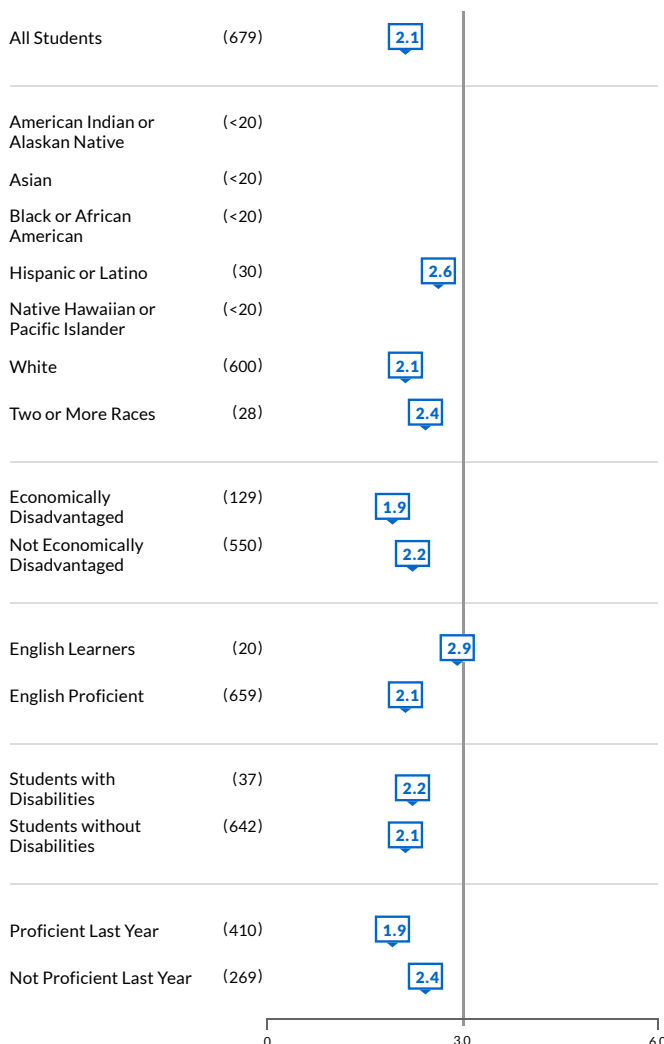 All Students (679) 2.1
American Indian or (<20)
Alaskan Native
Asian (<20)
Black or African (<20)
American
Hispanic or Latino (30) 2.6
Native Hawaiian or (<20)
Pacific Islander
White (600) 2.1
Two or More Races (28) 2.4
Economically (129) 1.9
Disadvantaged
Not Economically (550) 2.2
Disadvantaged
English Learners (20) 2.9
English Proficient (659) 2.1
Students with (37) 2.2
Disabilities
Students without (642) 2.1
Disabilities
Proficient Last Year (410) 1.9
Not Proficient Last Year (269) 2.4
0 3.0 6.0